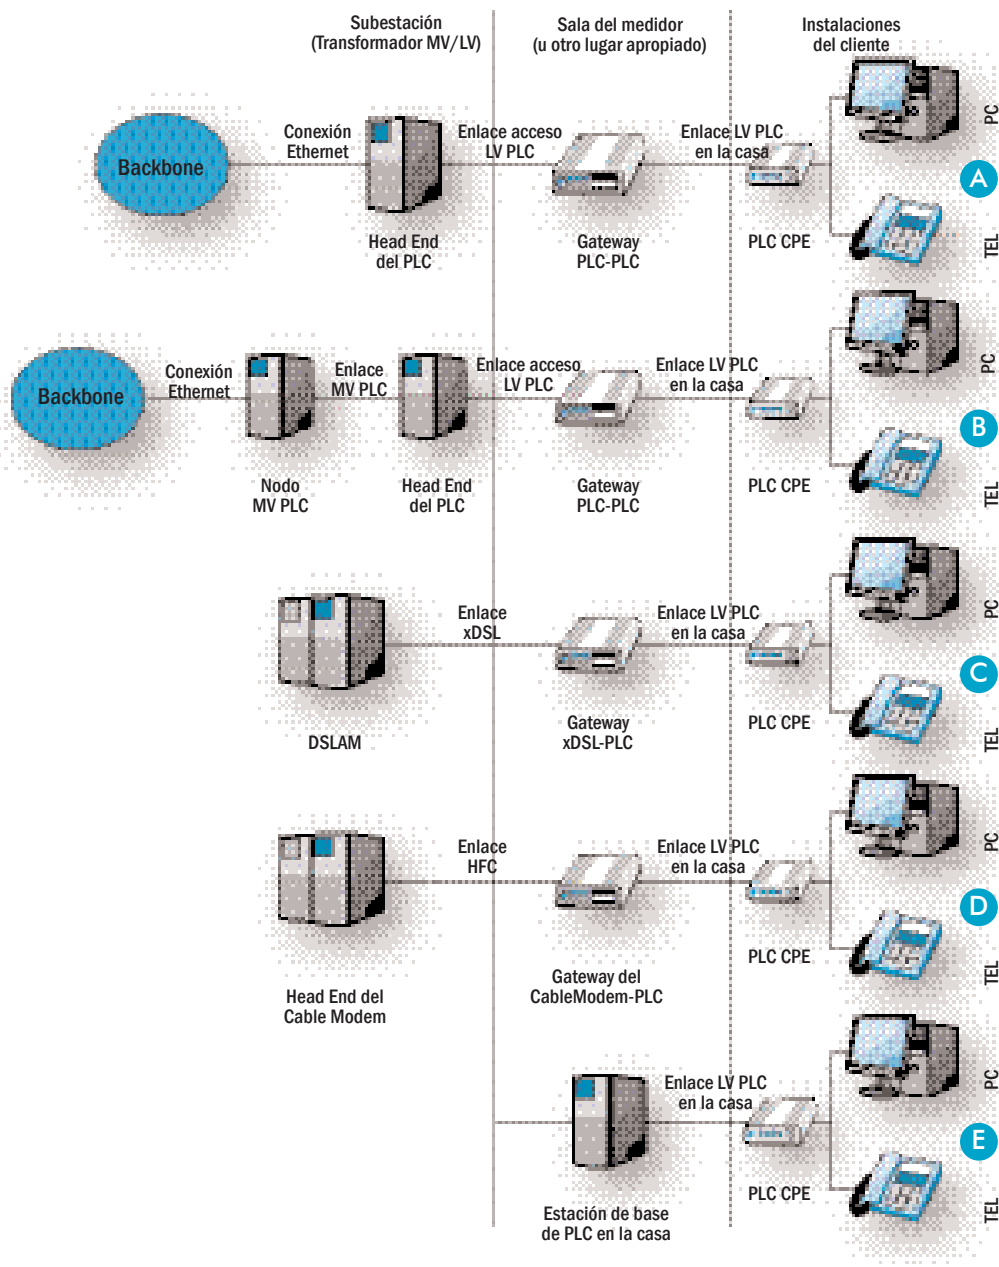 Subestación
(Transformador MV/LV)
Sala del medidor
(u otro lugar apropiado)
Instalaciones
del cliente
Backbone
Conexión
Ethernet
Head End
del PLC
Enlace acceso
LV PLC
Gateway
PLC-PLC
Enlace LV PLC
en la casa
PLC CPE
PC
A
TEL
Backbone
Conexión
Ethernet
Nodo
MV PLC
Enlace
MV PLC
Head End
del PLC
Enlace acceso
LV PLC
Gateway
PLC-PLC
Enlace LV PLC
en la casa
PLC CPE
PC
B
TEL
DSLAM
Enlace
xDSL
Gateway
xDSL-PLC
Enlace LV PLC
en la casa
PLC CPE
PC
C
TEL
Head End del
Cable Modem
Enlace
HFC
Gateway del
CableModem-PLC
Enlace LV PLC
en la casa
PLC CPE
PC
D
TEL
Estación de base
de PLC en la casa
Enlace LV PLC
en la casa
PLC CPE
PC
E
TEL